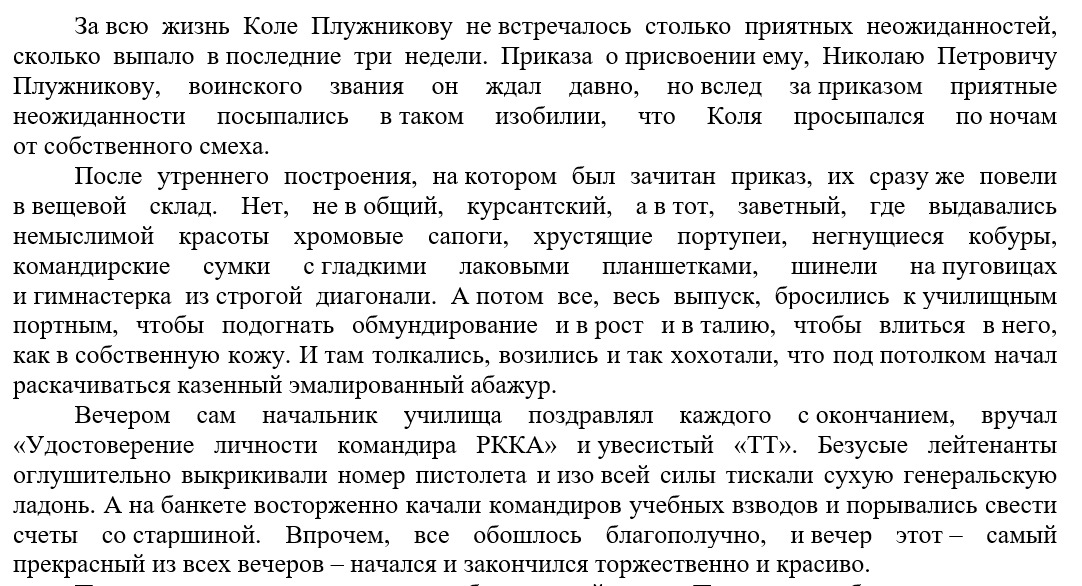 За всю жизнь Коле Плужникову не встречалось столько приятных неожиданностей,
сколько выпало в последние три недели. Приказа о присвоении ему, Николаю Петровичу
Плужникову, воинского звания он ждал давно, но вслед за приказом приятные
неожиданности посыпались в таком изобилии, что Коля просыпался по ночам
от собственного смеха.
После утреннего построения, на котором был зачитан приказ, их сразу же повели
в вещевой склад. Нет, не в общий, курсантский, а в тот, заветный, где выдавались
немыслимой красоты хромовые сапоги, хрустящие портупеи, негнущиеся кобуры,
командирские сумки с гладкими лаковыми планшетками, шинели на пуговицах
и гимнастерка из строгой диагонали. А потом все, весь выпуск, бросились к училищным
портным, чтобы подогнать обмундирование и в рост и в талию, чтобы влиться в него,
как в собственную кожу. И там толкались, возились и так хохотали, что под потолком начал
раскачиваться казенный эмалированный абажур.
Вечером сам начальник училища поздравлял каждого с окончанием, вручал
«Удостоверение личности командира РККА» и увесистый «ТТ». Безусые лейтенанты
оглушительно выкрикивали номер пистолета и изо всей силы тискали сухую генеральскую
ладонь. А на банкете восторженно качали командиров учебных взводов и порывались свести
счеты со старшиной. Впрочем, все обошлось благополучно, и вечер этот – самый
прекрасный из всех вечеров – начался и закончился торжественно и красиво.